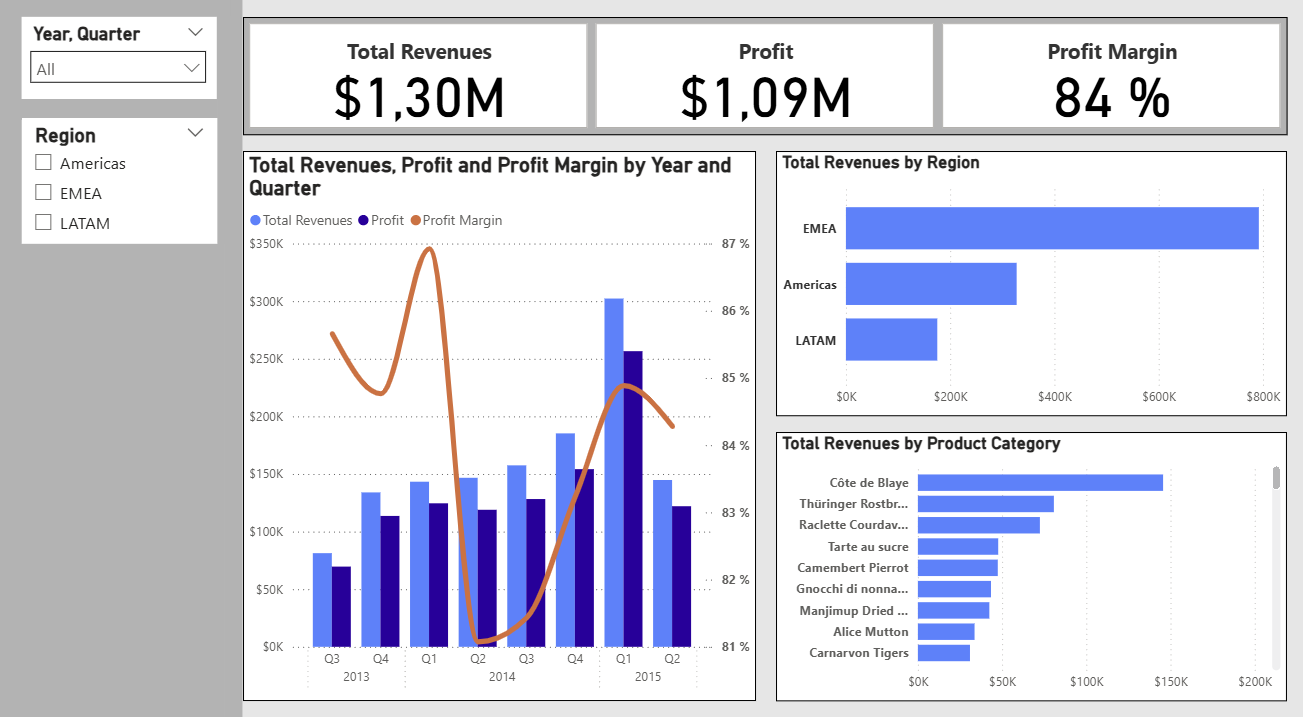 Year, Quarter
All
Region
Americas
EMEA
LATAM
Total Revenues
$1,30M
Profit
$1,09M
Profit Margin
84 %
Total Revenues, Profit and Profit Margin by Year and
Quarter
Total Revenues Profit Profit Margin
$350K
$300K
$250K
$200K
$150K
$100K
$50K
$0K
87 %
86 %
85 %
84 %
83 %
82 %
81 %
Q3 Q4 Q1 Q2 Q3 Q4 Q1 Q2
2013 2014 2015
Total Revenues by Region
EMEA
Americas
LATAM
$0K $200K $400K $600K $800K
Total Revenues by Product Category
Côte de Blaye
Thüringer Rostbr...
Raclette Courdav...
Tarte au sucre
Camembert Pierrot
Gnocchi di nonna...
Manjimup Dried ...
Alice Mutton
Carnarvon Tigers
$0K $50K $100K $150K $200K